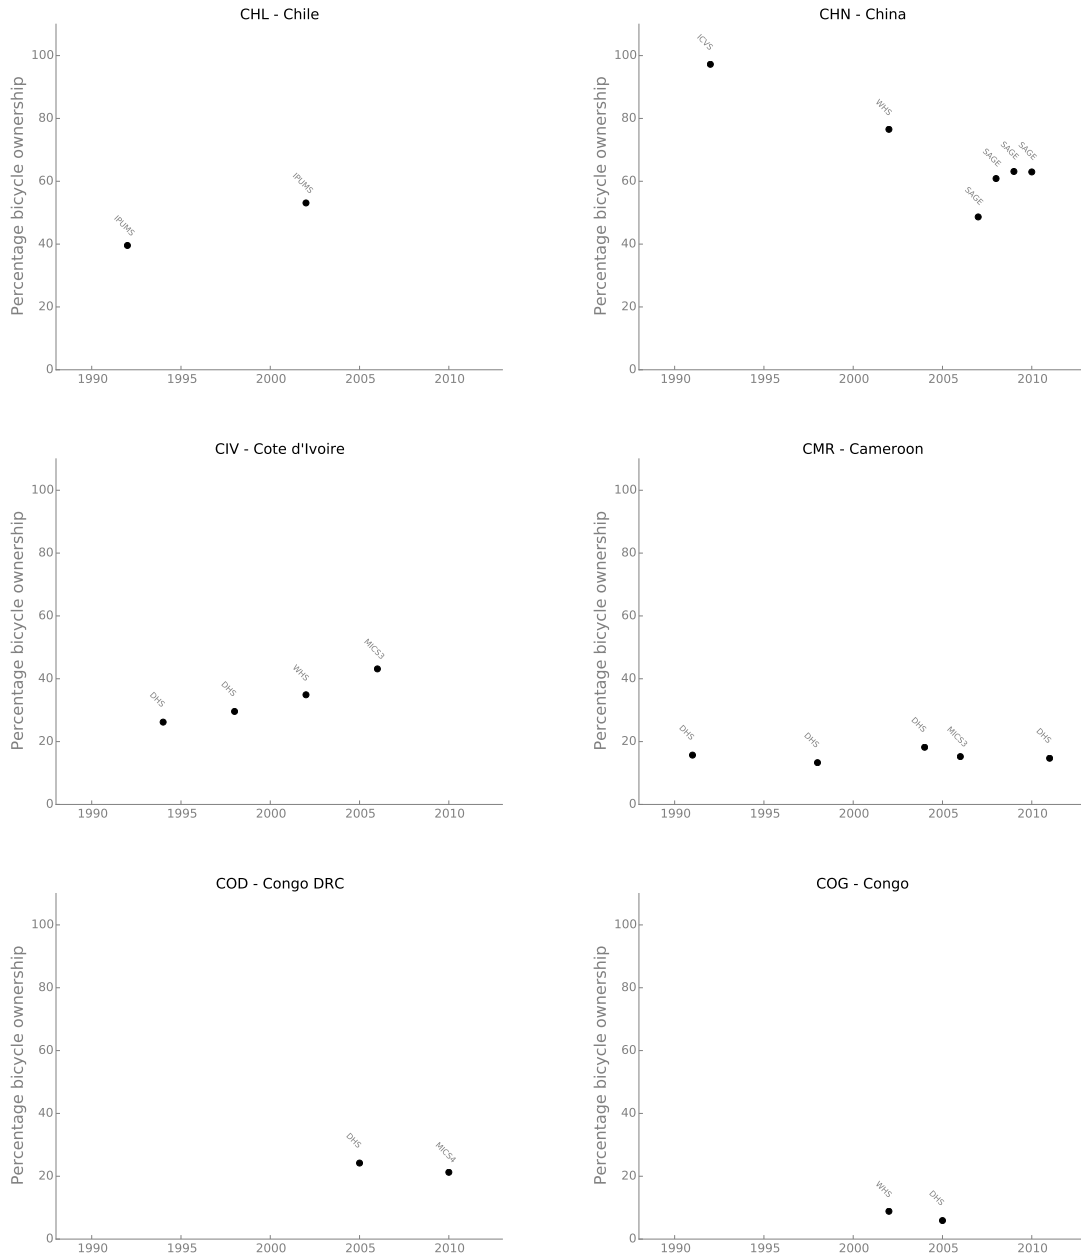 CHL - Chile
Percentage bicycle ownership
100
80
60
40
20
0
IPUMS
IPUMS
1990 1995 2000 2005 2010
CHN - China
Percentage bicycle ownership
100
80
60
40
20
0
ICVS
WHS
SAGE
SAGE
SAGE
SAGE
1990 1995 2000 2005 2010
CIV - Cote d'Ivoire
Percentage bicycle ownership
100
80
60
40
20
0
DHS
DHS
WHS
MICS3
1990 1995 2000 2005 2010
CMR - Cameroon
Percentage bicycle ownership
100
80
60
40
20
0
DHS
DHS
DHS
MICS3
DHS
1990 1995 2000 2005 2010
COD - Congo DRC
Percentage bicycle ownership
100
80
60
40
20
0
DHS
MICS4
1990 1995 2000 2005 2010
COG - Congo
Percentage bicycle ownership
100
80
60
40
20
0
WHS
DHS
1990 1995 2000 2005 2010